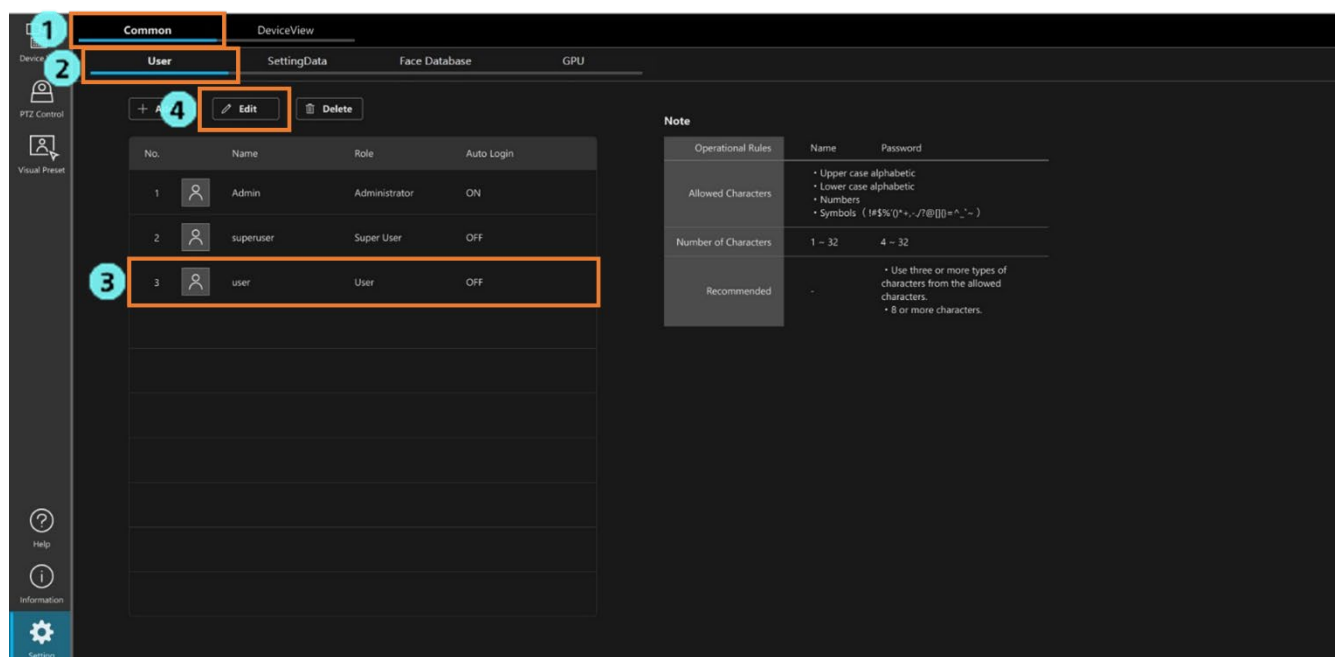 1 Common DeviceView
Device
2 User SettingData Face Database GPU
PTZ Control
Visual Preset
+ A 4 Edit Delete
No. Name Role Auto Login
1 Admin Administrator ON
2 superuser Super User OFF
3 3 user User OFF
Note
Operational Rules Name Password
Allowed Characters
・Upper case alphabetic
・Lower case alphabetic
・Numbers
・Symbols
Number of Characters 1 ~ 32 4 ~ 32
Recommended -
・Use three or more types of
characters from the allowed
characters.
・8 or more characters.
Help
Information
Setting